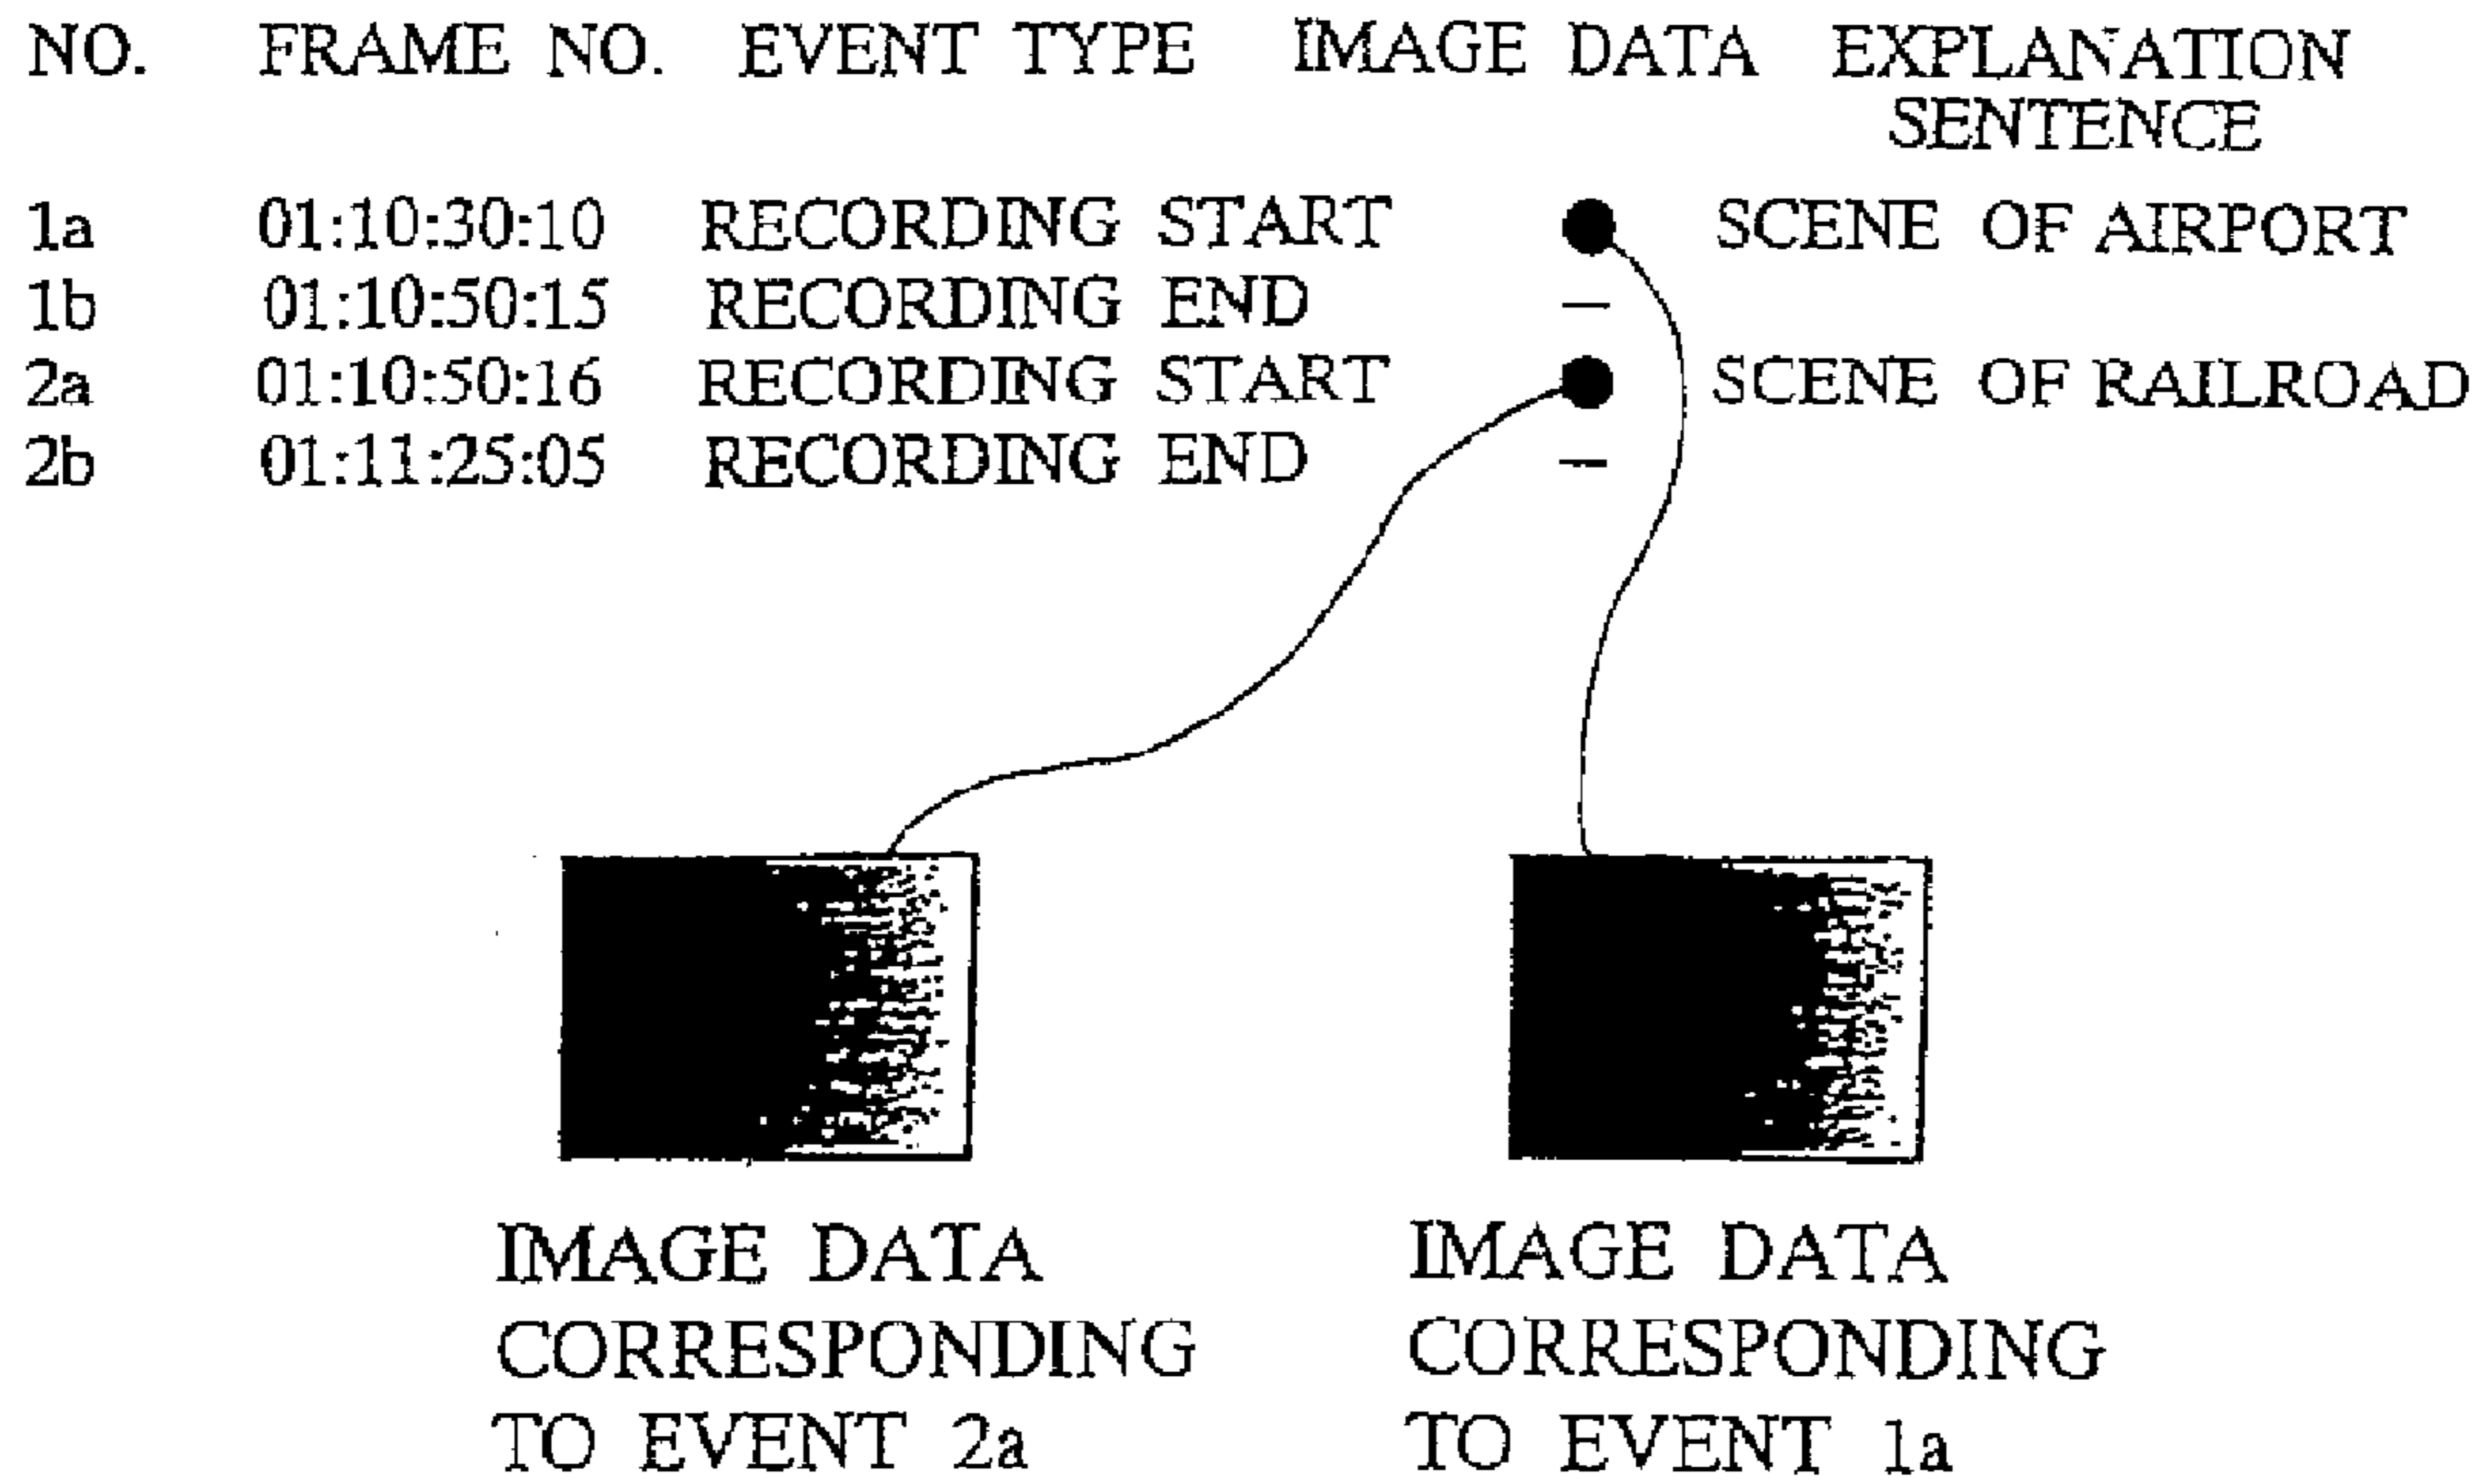 NO. FRAME NO. EVENT TYPE IMAGE DATA EXPLANATION
SENTENCE
1a 01:10:30:10 RECORDING START SCENE OF AIRPORT
1b 01:10:50:15 RECORDING END —
2a 01:10:50:16 RECORDING START SCENE OF RAILROAD
2b 01:11:25:05 RECORDING END —
IMAGE DATA
CORRESPONDING
TO EVENT 2a
IMAGE DATA
CORRESPONDING
TO EVENT 1a